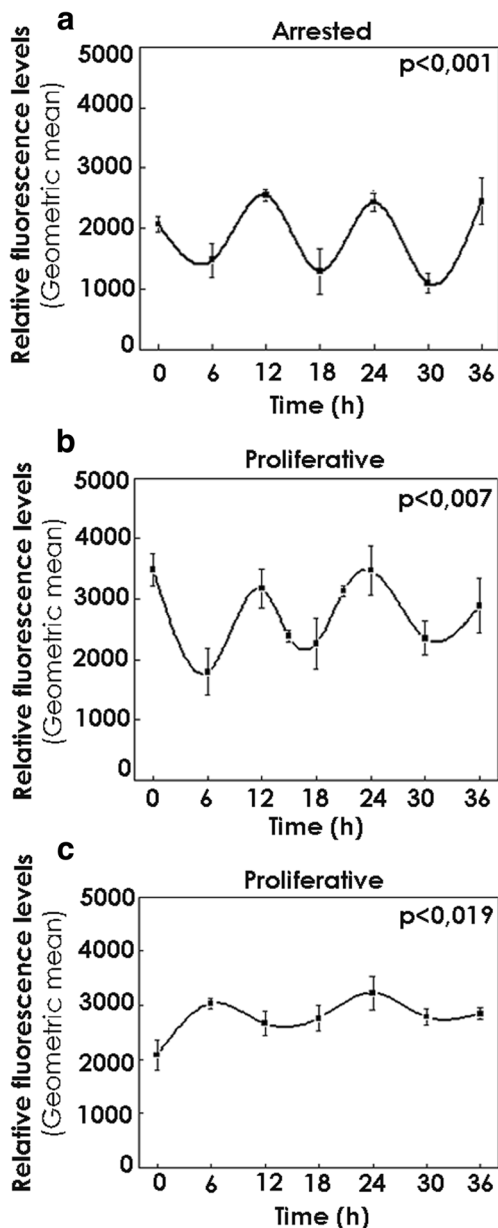 a
Arrested
p<0,001
Relative fluorescence levels
(Geometric mean)
5000
4000
3000
2000
1000
0
0 6 12 18 24 30 36
Time (h)
b
Proliferative
p<0,007
Relative fluorescence levels
(Geometric mean)
5000
4000
3000
2000
1000
0
0 6 12 18 24 30 36
Time (h)
c
Proliferative
p<0,019
Relative fluorescence levels
(Geometric mean)
5000
4000
3000
2000
1000
0
0 6 12 18 24 30 36
Time (h)